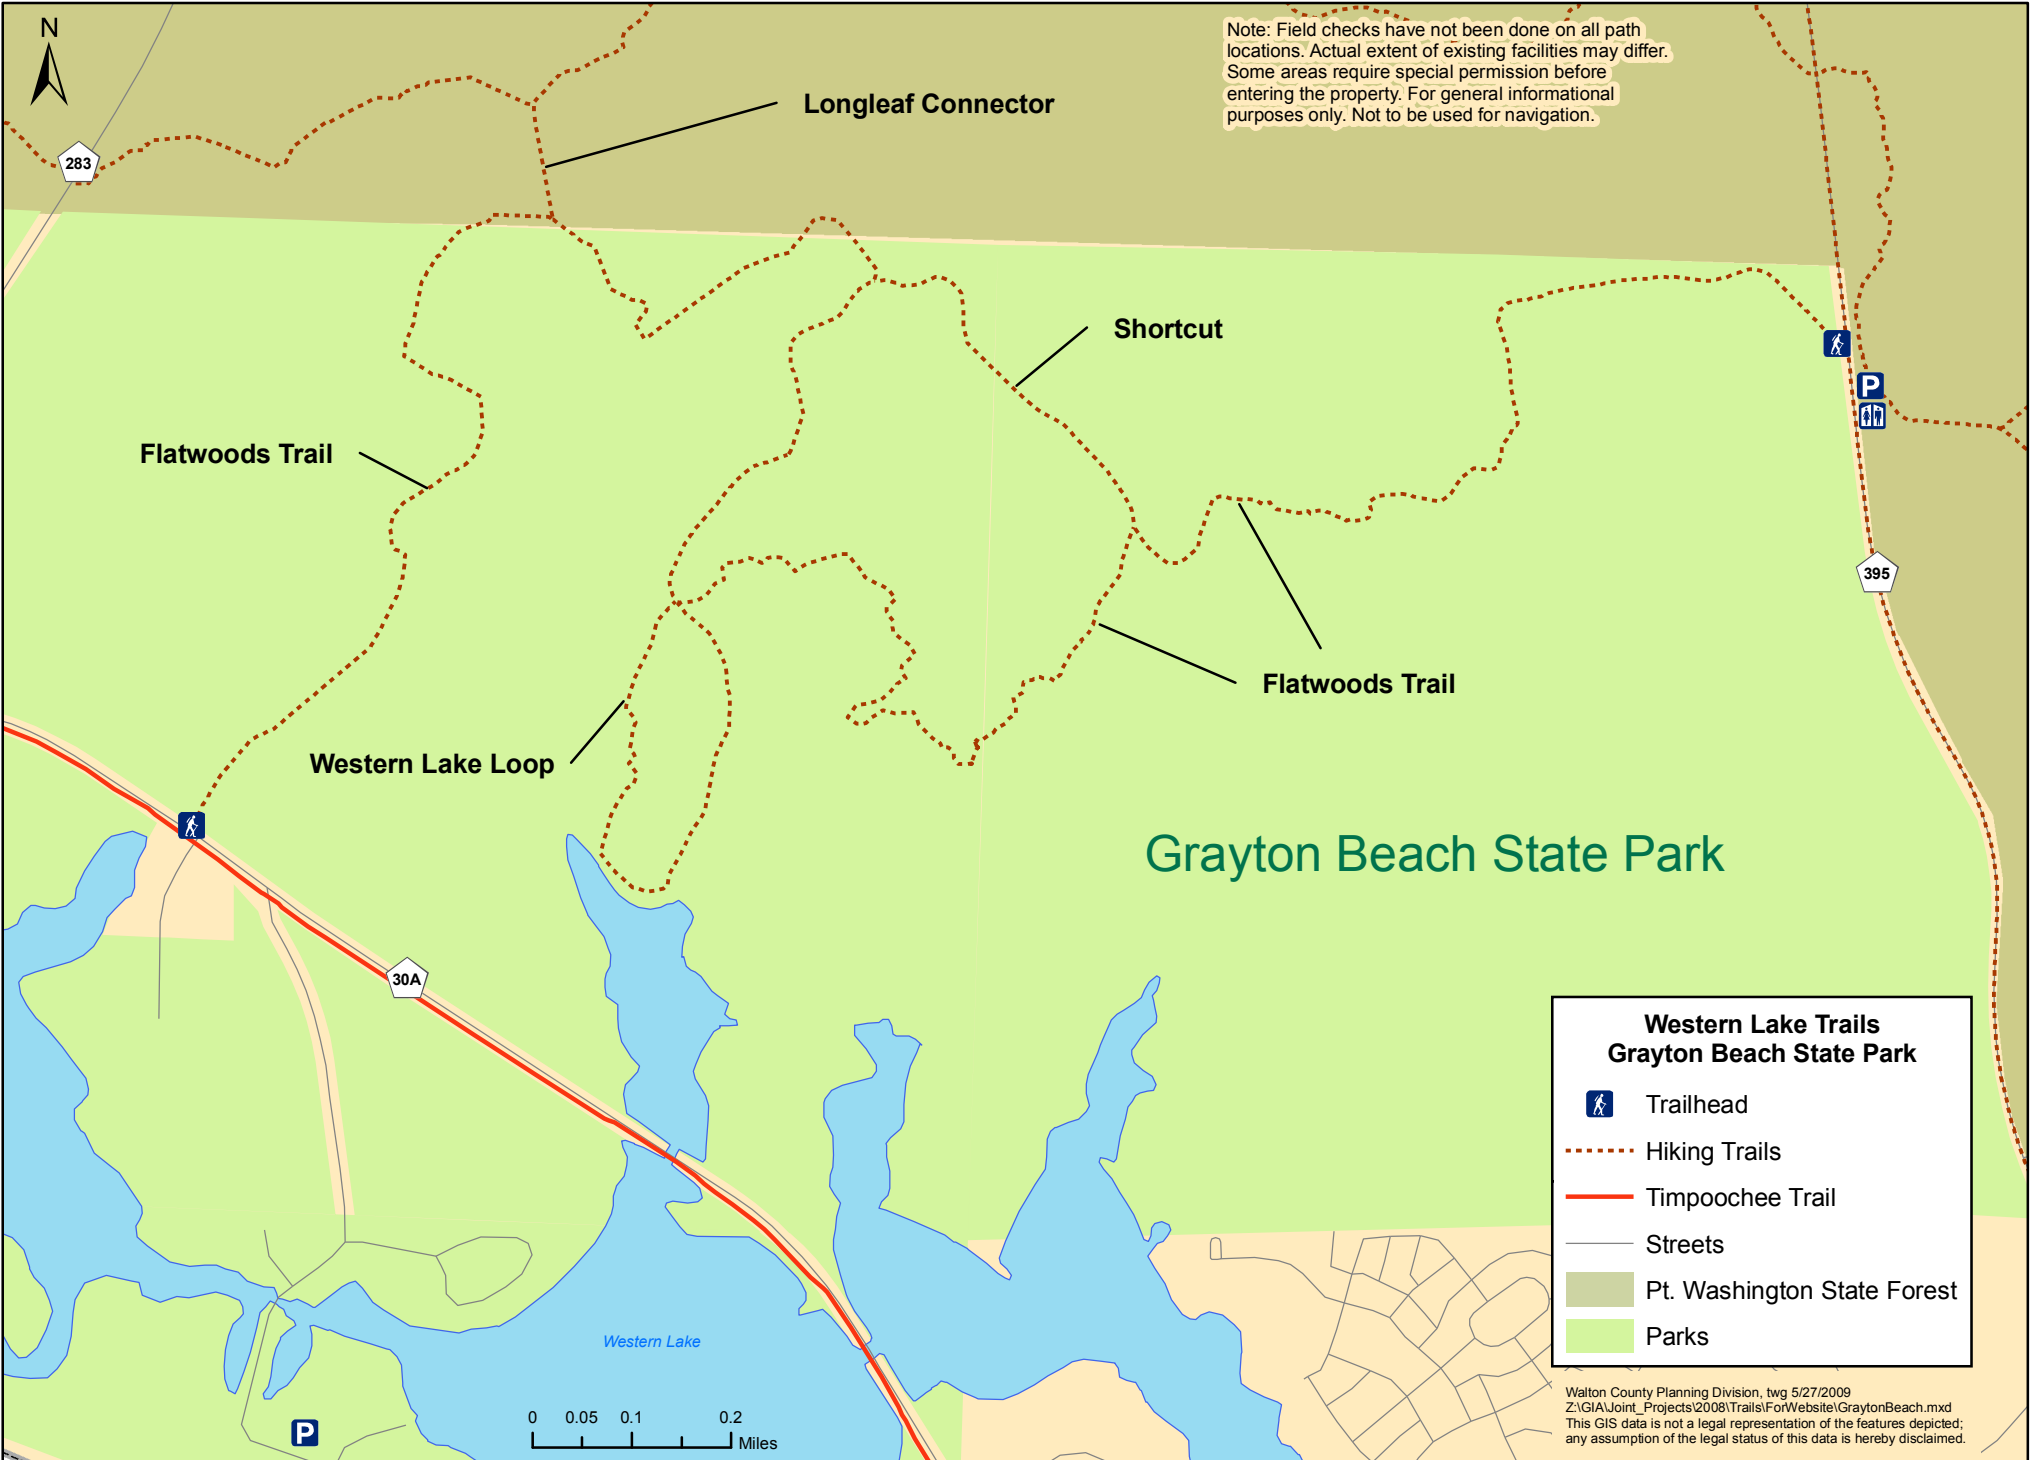 N
Note: Field checks have not been done on all path
locations. Actual extent of existing facilities may differ.
Some areas require special permission before
entering the property. For general informational
purposes only. Not to be used for navigation.
Longleaf Connector
283
Shortcut
P
Flatwoods Trail
395
Flatwoods Trail
Western Lake Loop
Grayton Beach State Park
30A
Western Lake Trails
Grayton Beach State Park
Trailhead
Hiking Trails
Timpoochee Trail
Streets
Pt. Washington State Forest
Parks
Western Lake
P
0 0.05 0.1 0.2
Miles
Walton County Planning Division, twg 5/27/2009
Z:\GIA\Joint_Projects\2008\Trails\ForWebsite\GraytonBeach.mxd
This GIS data is not a legal representation of the features depicted;
any assumption of the legal status of this data is hereby disclaimed.